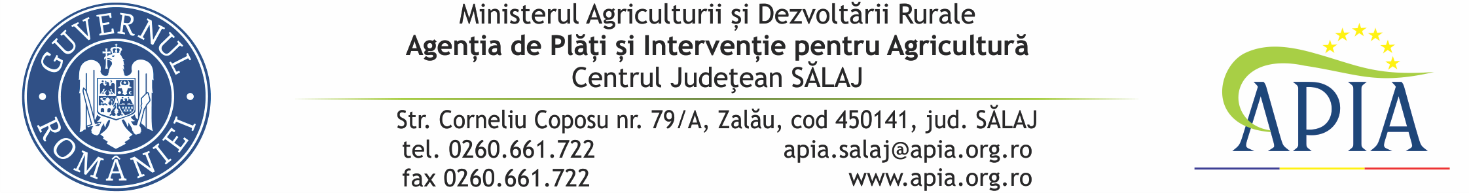 GUVERNUL
ROMÂNIEI
Ministerul Agriculturii și Dezvoltării Rurale
Agenția de Plăți și Intervenție pentru Agricultură
Centrul Judeţean SĂLAJ
Str. Corneliu Coposu nr. 79/A, Zalău, cod 450141, jud. SĂLAJ
tel. 0260.661.722 apia.salaj@apia.org.ro
fax 0260.661.722 www.apia.org.ro
APIA